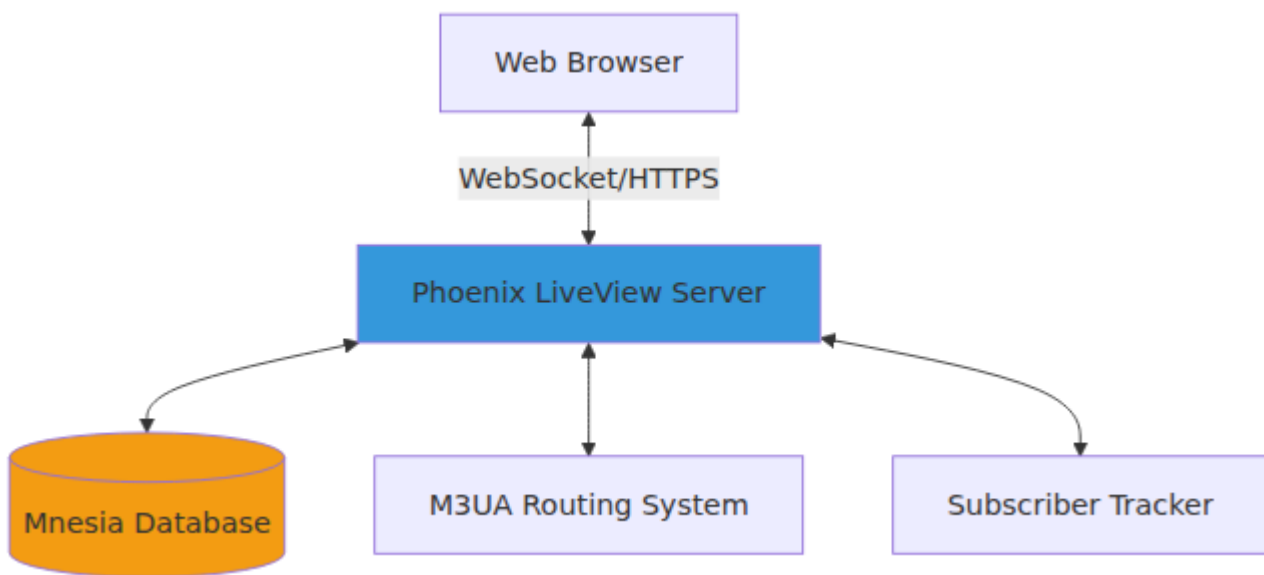 Web Browser
WebSocket/HTTPS
Phoenix LiveView Server
Mnesia Database
M3UA Routing System
Subscriber Tracker